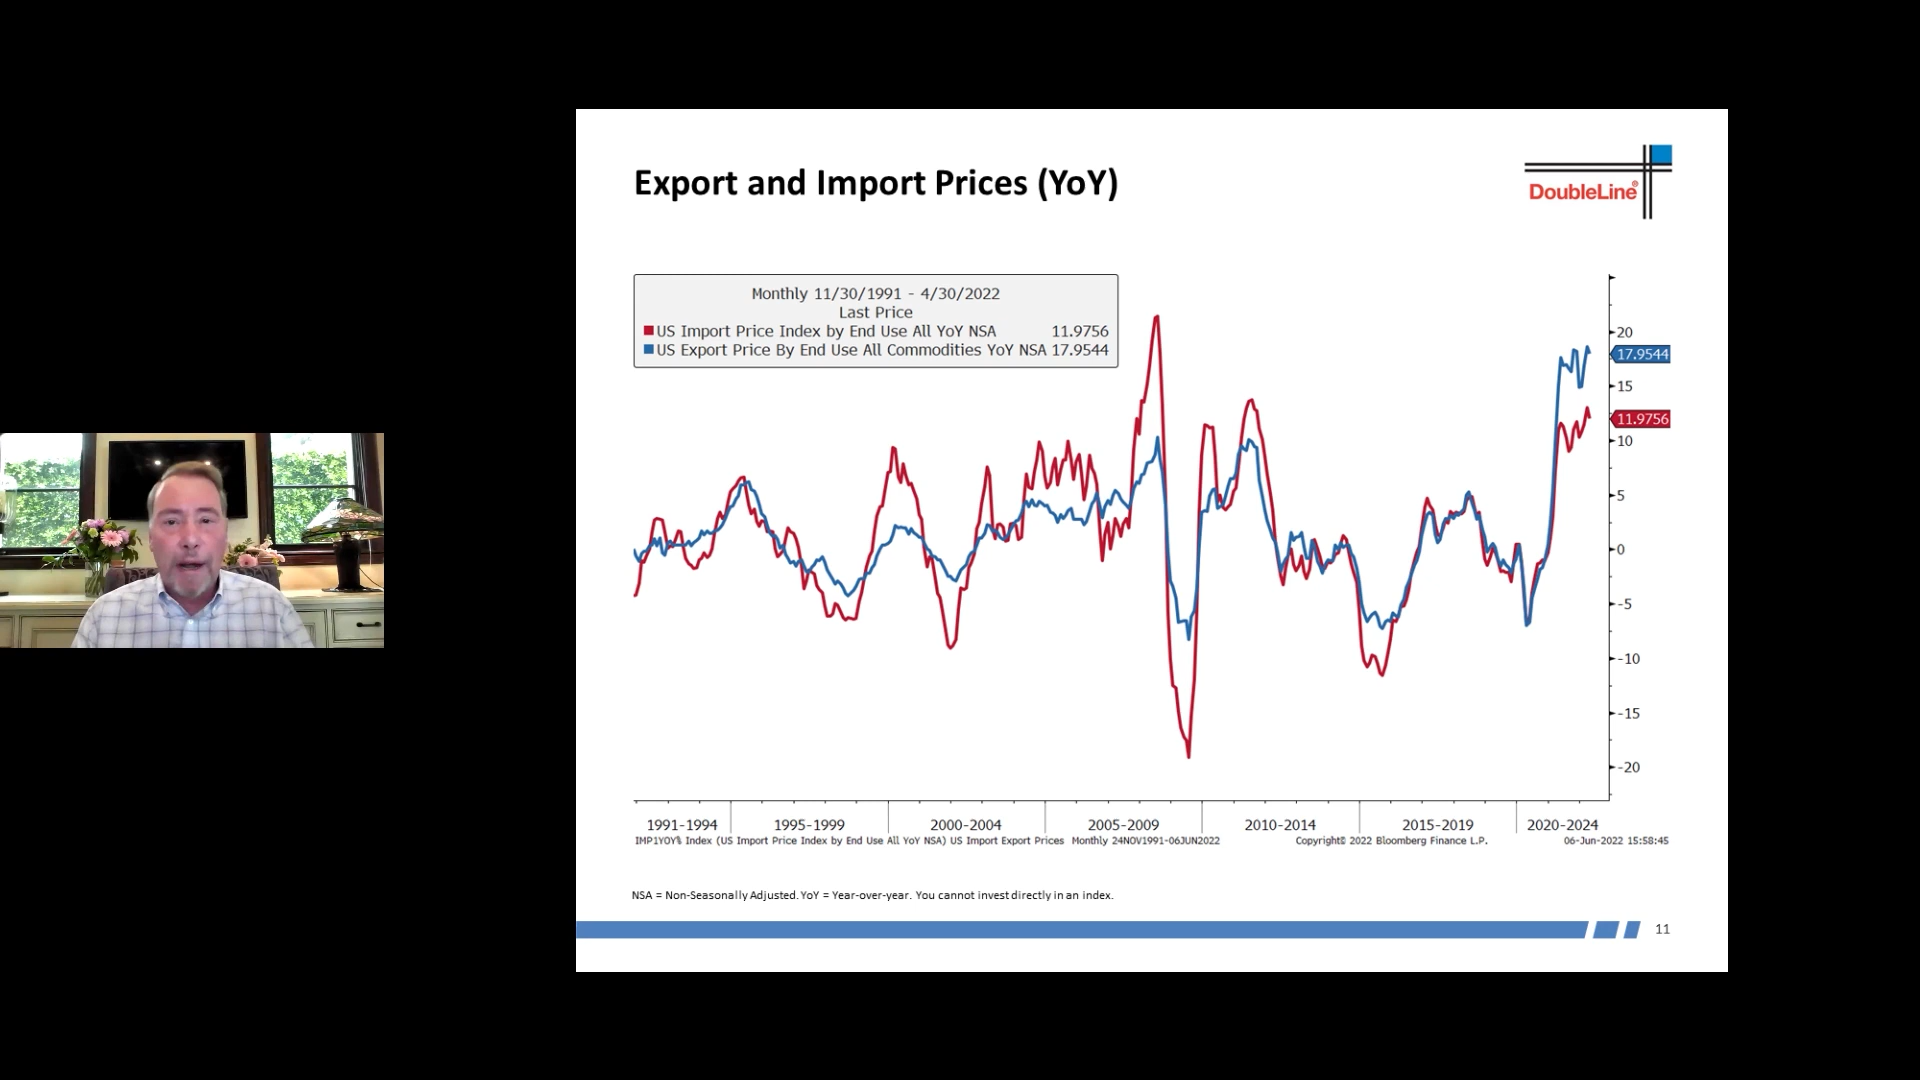 Export and Import Prices (YoY)
DoubleLine®
Monthly 11/30/1991 - 4/30/2022
Last Price
US Import Price Index by End Use All YoY NSA 11.9756
US Export Price By End Use All Commodities YoY NSA 17.9544
20
17.9544
15
11.9756
10
5
0
-5
-10
-15
-20
1991-1994 1995-1999 2000-2004 2005-2009 2010-2014 2015-2019 2020-2024
IMP1YOY% Index (US Import Price Index by End Use All YoY NSA) US Import Export Prices Monthly 24NOV1991-06JUN2022 Copyright© 2022 Bloomberg Finance L.P. 06-Jun-2022 15:58:45
NSA = Non-Seasonally Adjusted. YoY = Year-over-year. You cannot invest directly in an index.
11